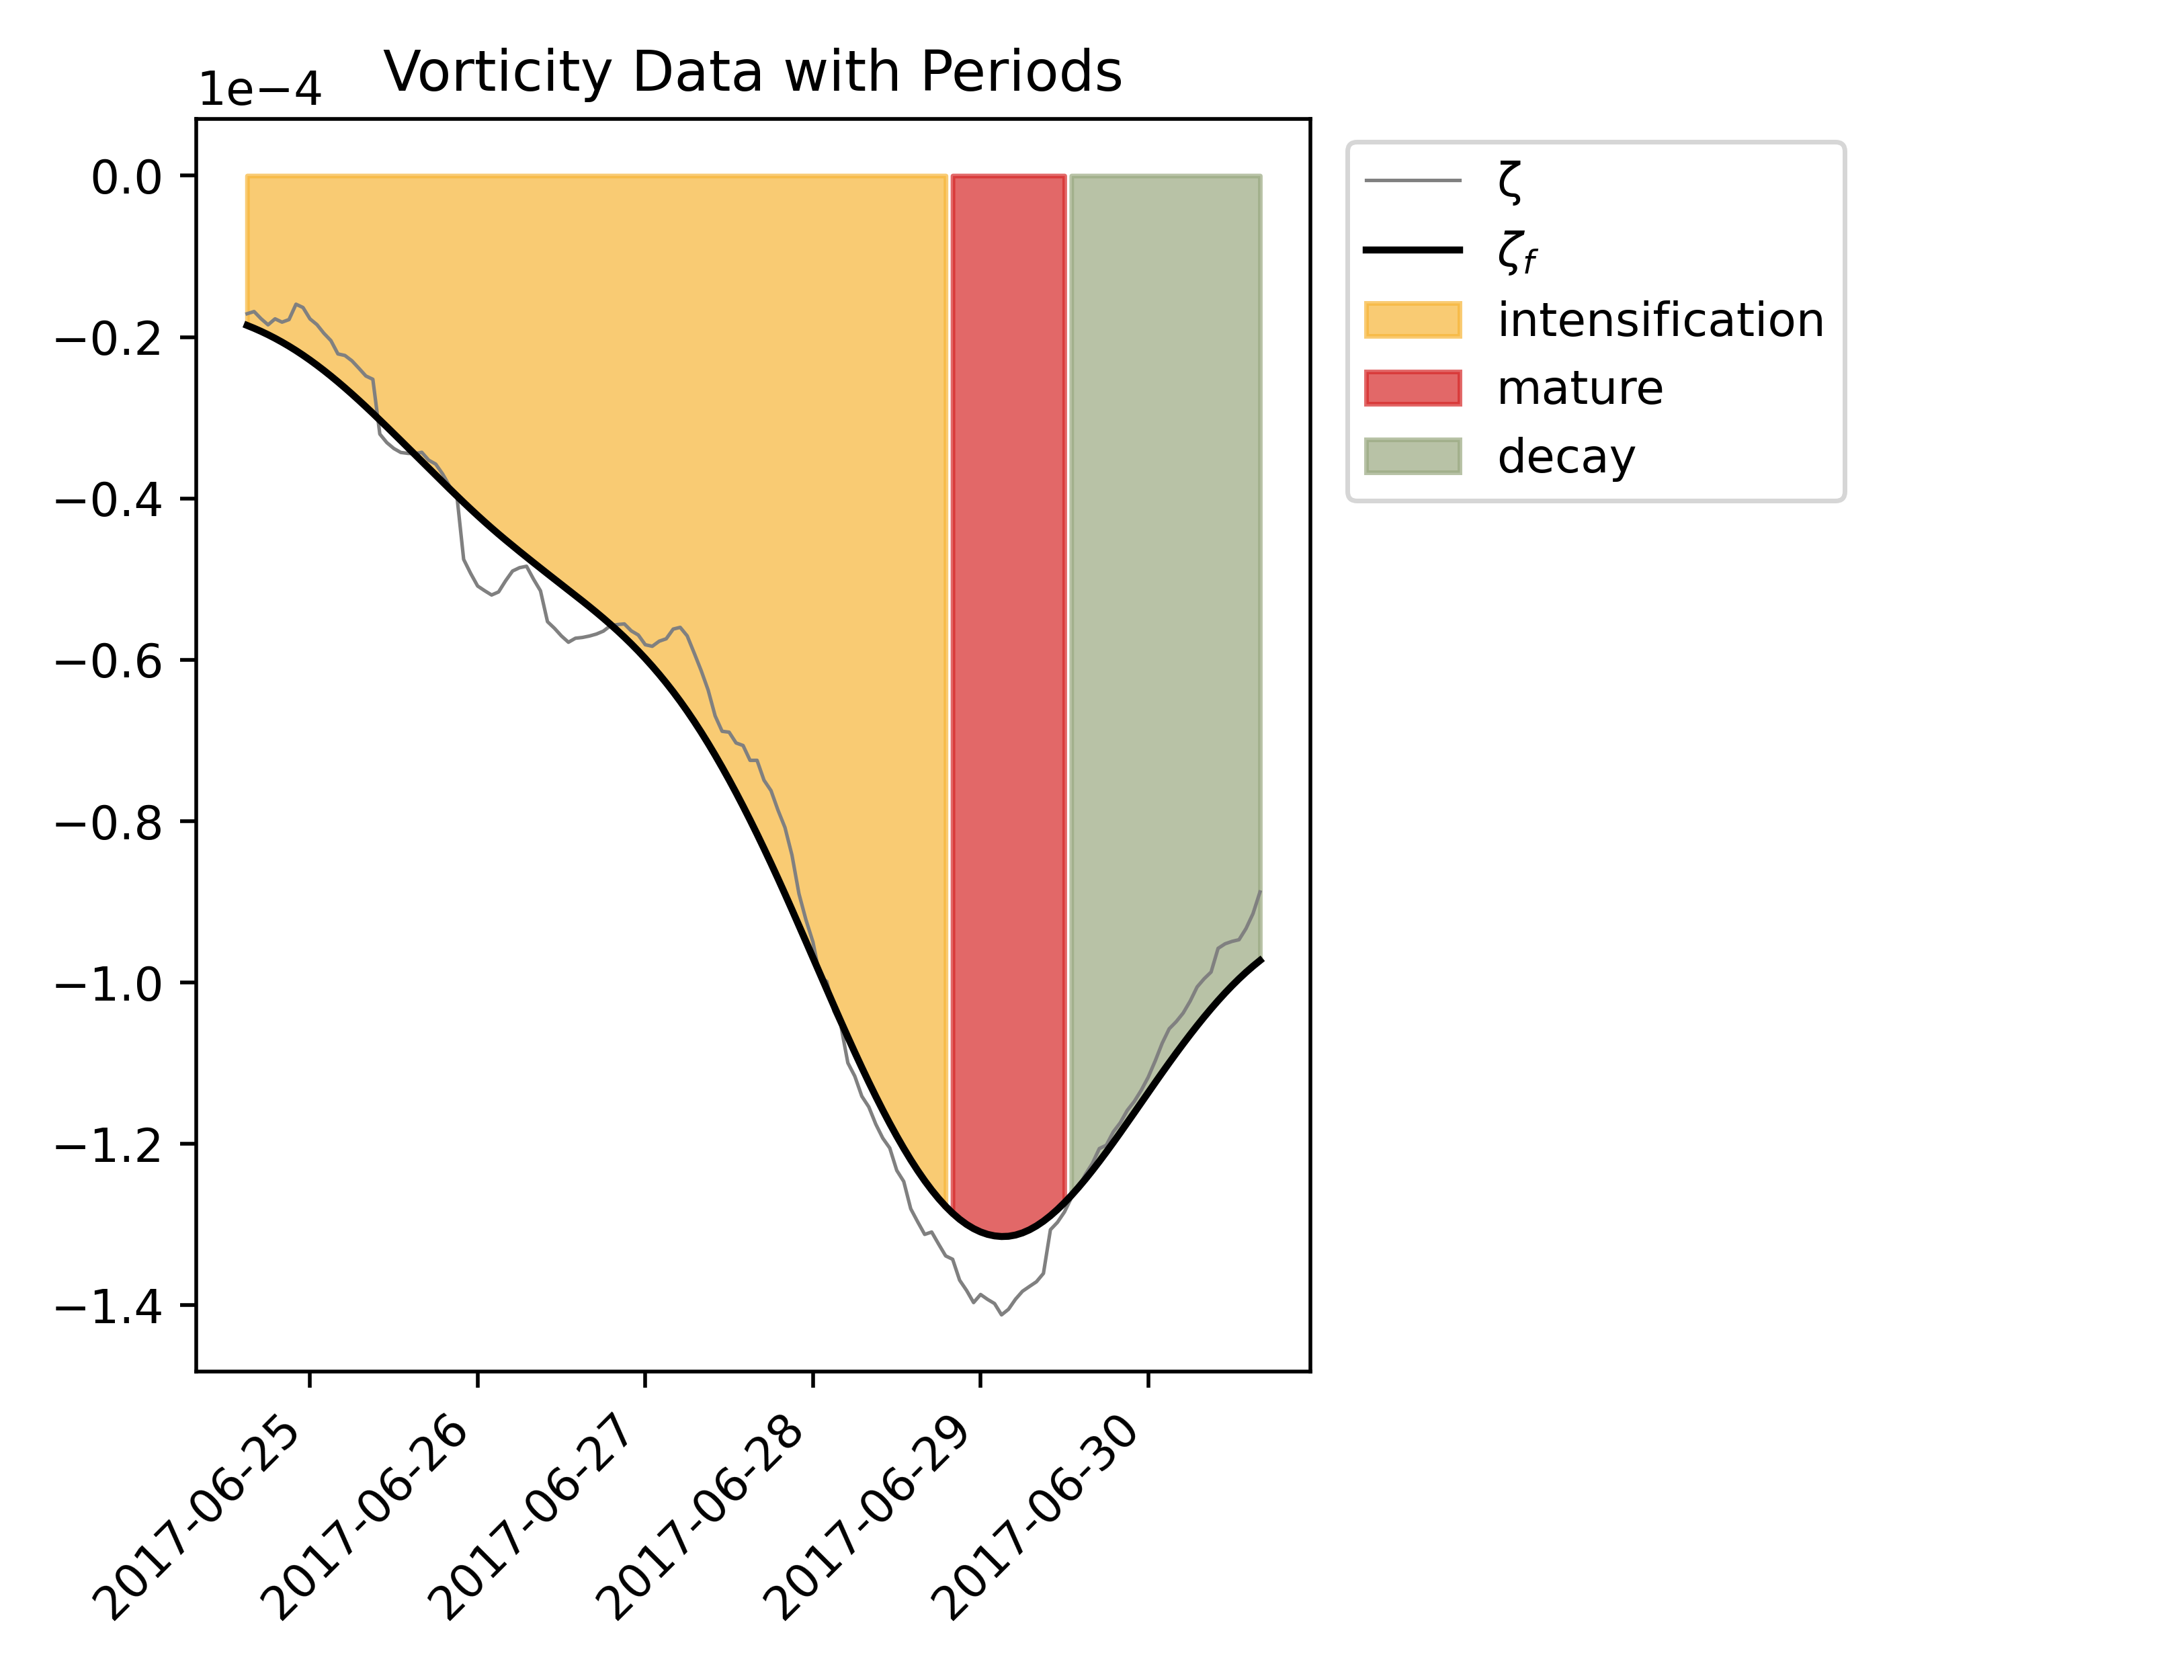 Vorticity Data with Periods
1e−4
0.0
−0.2
−0.4
−0.6
−0.8
−1.0
−1.2
−1.4
2017-06-25
2017-06-26
2017-06-27
2017-06-28
2017-06-29
2017-06-30
ζ
ζf
intensification
mature
decay